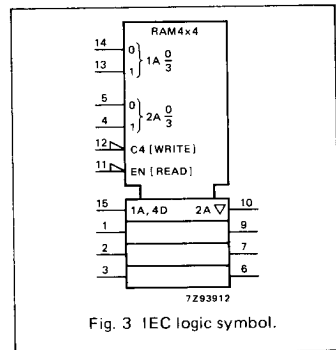 RAM4x4
14 0
1A 0/3
13 1
5 0
2A 0/3
4 1
12 C4 [WRITE]
11 EN [READ]
15 1A, 4D 2A ▽ 10
1 9
2 7
3 6
7Z93912
Fig. 3 IEC logic symbol.